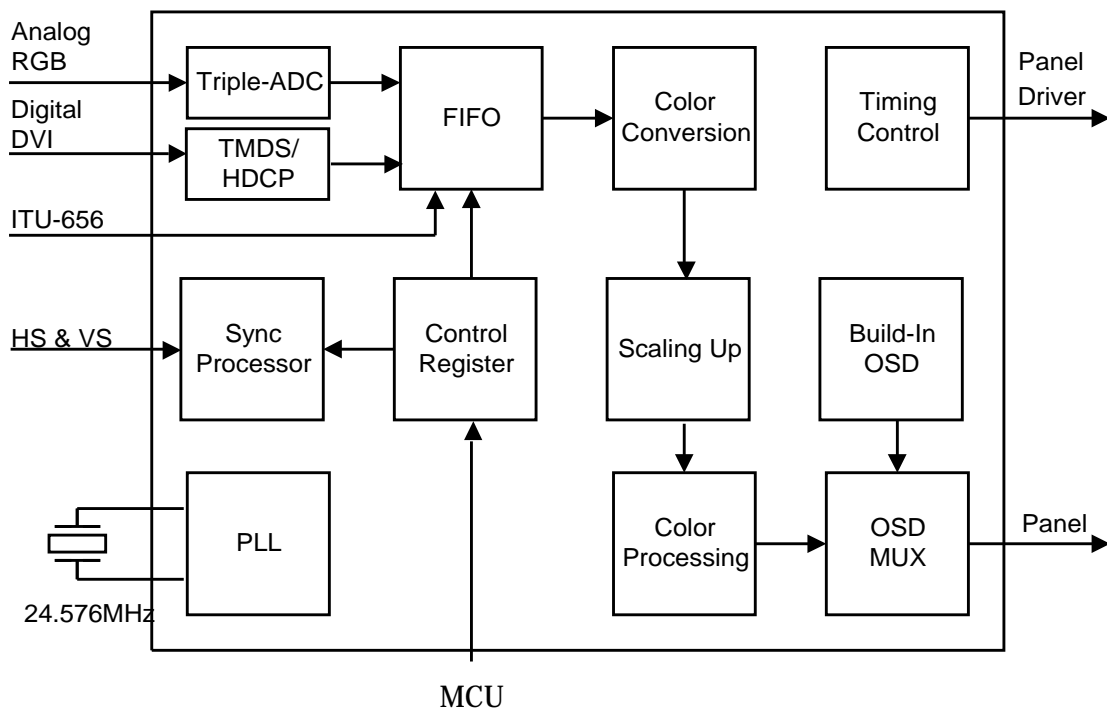 Analog
RGB
Triple-ADC
FIFO
Color
Conversion
Timing
Control
Panel
Driver
Digital
DVI
TMDS/
HDCP
ITU-656
HS & VS
Sync
Processor
Control
Register
Scaling Up
Build-In
OSD
24.576MHz
PLL
Color
Processing
OSD
MUX
Panel
MCU